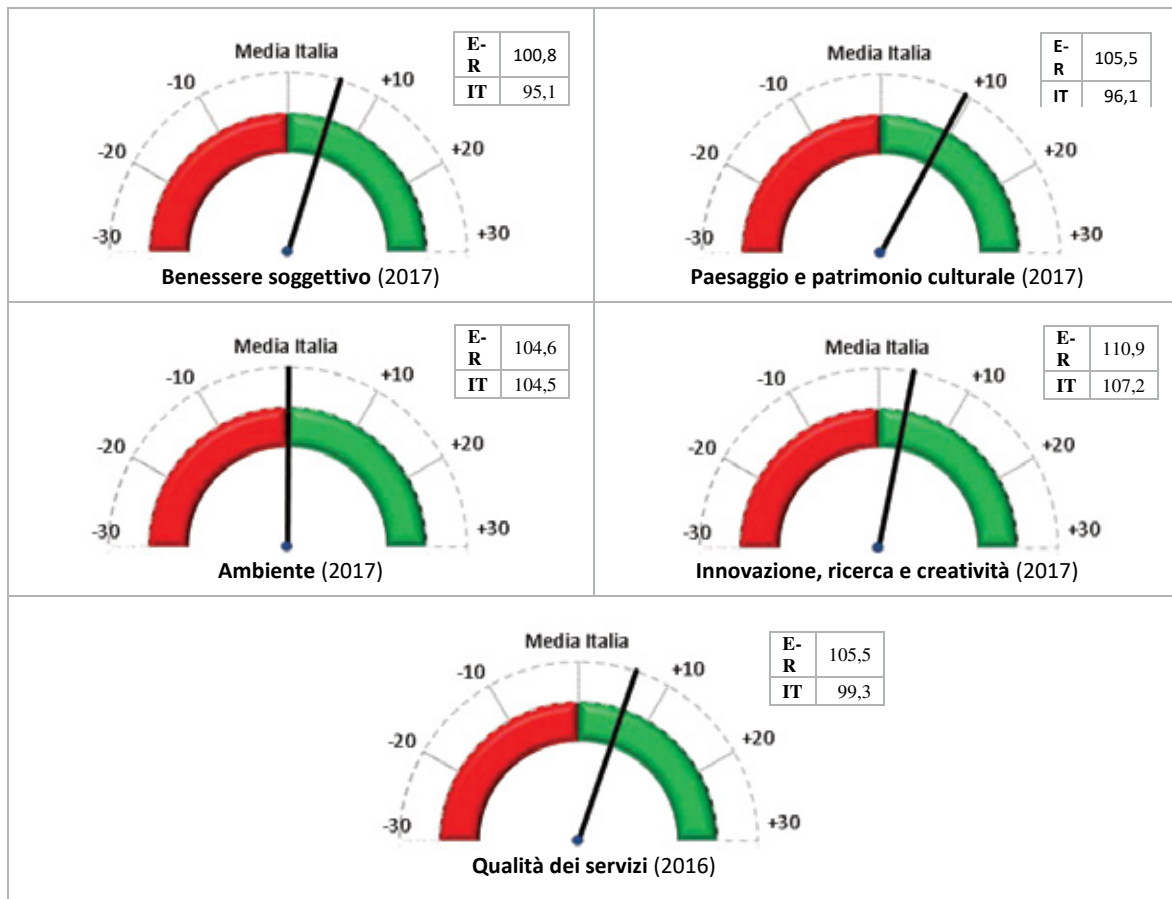 Media Italia
-10
+10
-20
+20
-30
+30
E-
R 100,8
IT 95,1
Benessere soggettivo (2017)
Media Italia
-10
+10
-20
+20
-30
+30
E-
R 105,5
IT 96,1
Paesaggio e patrimonio culturale (2017)
Media Italia
-10
+10
-20
+20
-30
+30
E-
R 104,6
IT 104,5
Ambiente (2017)
Media Italia
-10
+10
-20
+20
-30
+30
E-
R 110,9
IT 107,2
Innovazione, ricerca e creatività (2017)
Media Italia
-10
+10
-20
+20
-30
+30
E-
R 105,5
IT 99,3
Qualità dei servizi (2016)